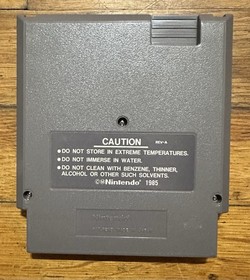 CAUTION REV-A
● DO NOT STORE IN EXTREME TEMPERATURES.
● DO NOT IMMERSE IN WATER.
● DO NOT CLEAN WITH BENZENE, THINNER,
ALCOHOL OR OTHER SUCH SOLVENTS.
©®Nintendo® 1985